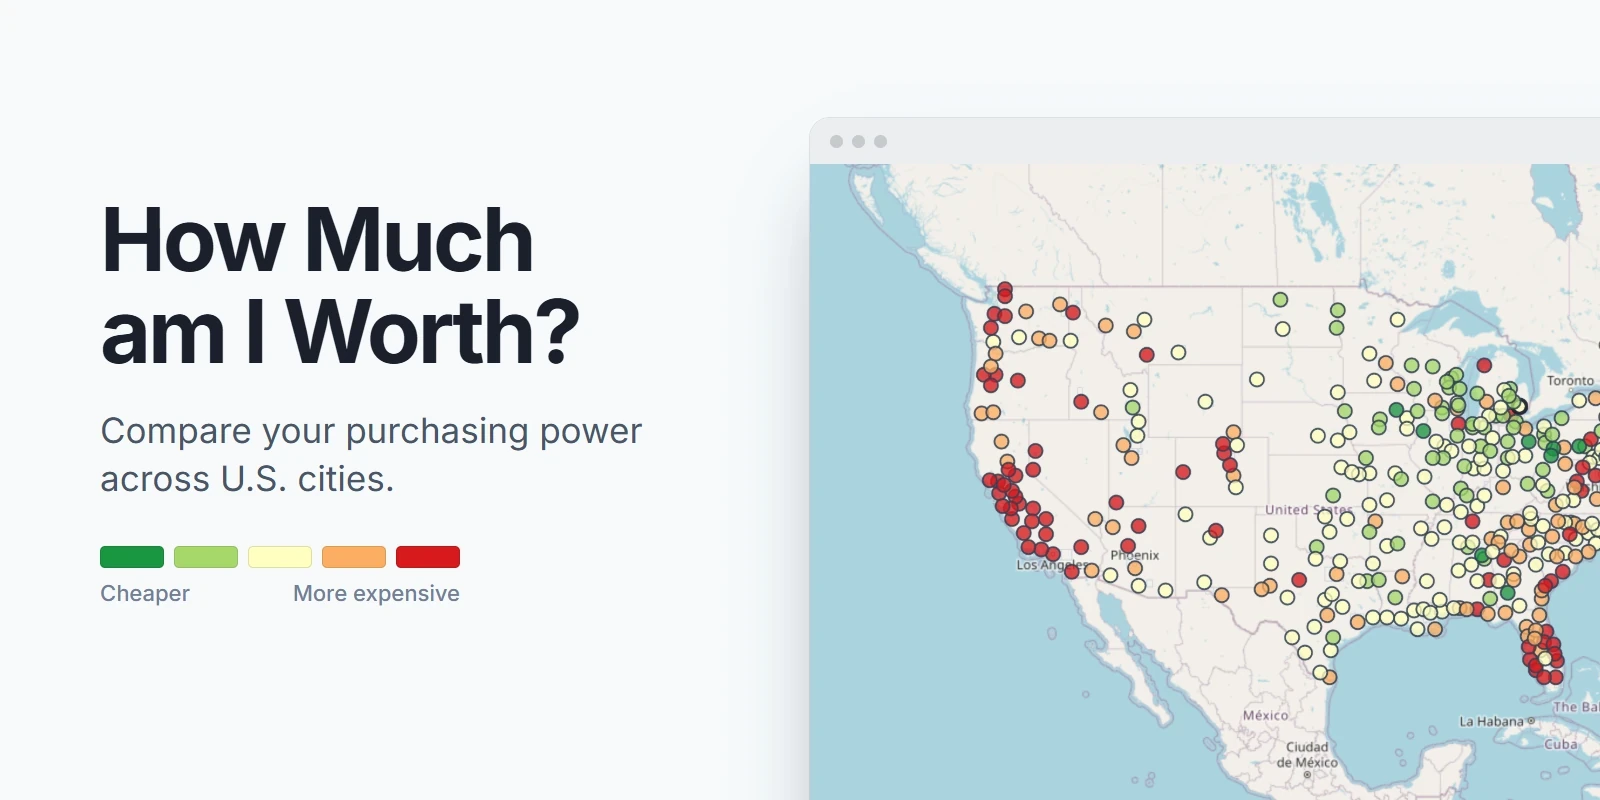 How Much
am I Worth?
Compare your purchasing power
across U.S. cities.
Cheaper
More expensive
Toronto
United States
Phoenix
Los Angeles
México
La Habana
Cuba
Ciudad
de México